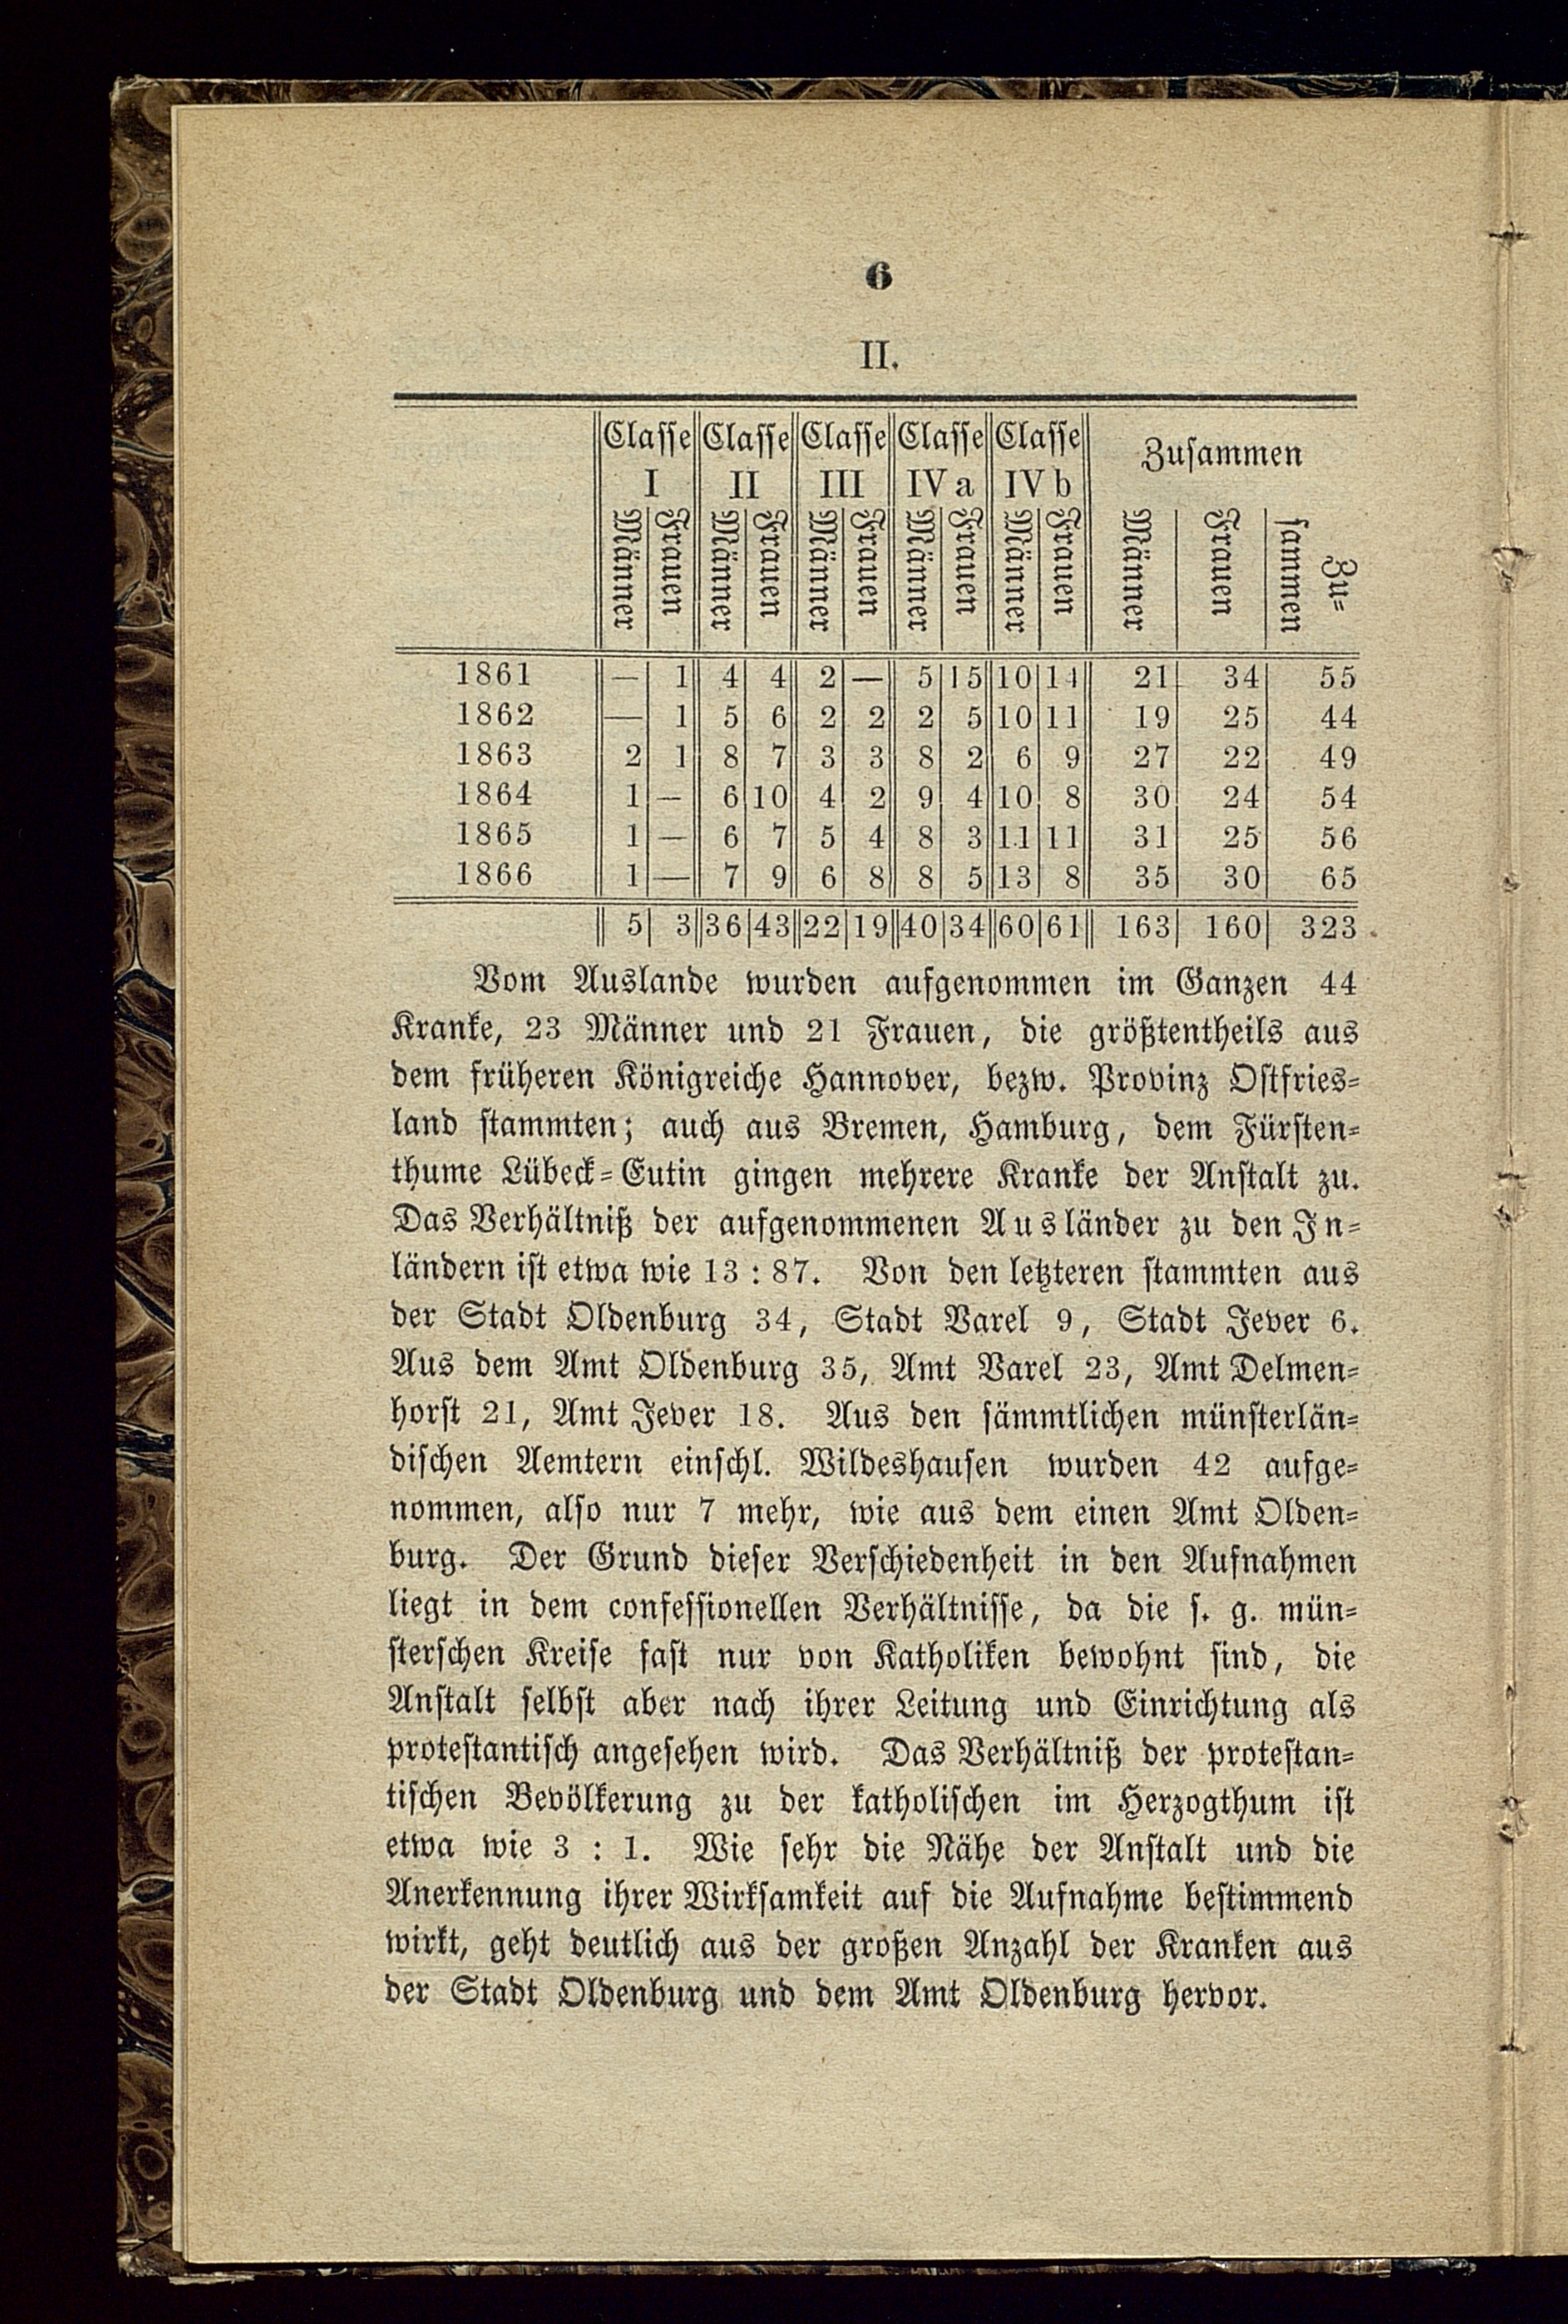 6
II.
Classe Classe Classe Classe Classe Zusammen
I II III IV a IV b
Männer Frauen Männer Frauen Männer Frauen Männer Frauen Männer Frauen Männer Frauen Zu-
sammen
1861 — 1 4 4 2 — 5 15 10 14 21 34 55
1862 — 1 5 6 2 2 2 5 10 11 19 25 44
1863 2 1 8 7 3 3 8 2 6 9 27 22 49
1864 1 — 6 10 4 2 9 4 10 8 30 24 54
1865 1 — 6 7 5 4 8 3 11 11 31 25 56
1866 1 — 7 9 6 8 8 5 13 8 35 30 65
5 3 36 43 22 19 40 34 60 61 163 160 323
Vom Auslande wurden aufgenommen im Ganzen 44
Kranke, 23 Männer und 21 Frauen, die größtentheils aus
dem früheren Königreiche Hannover, bezw. Provinz Ostfries-
land stammten; auch aus Bremen, Hamburg, dem Fürsten-
thume Lübeck-Eutin gingen mehrere Kranke der Anstalt zu.
Das Verhältniß der aufgenommenen Ausländer zu den In-
ländern ist etwa wie 13 : 87. Von den letzteren stammten aus
der Stadt Oldenburg 34, Stadt Varel 9, Stadt Jever 6.
Aus dem Amt Oldenburg 35, Amt Varel 23, Amt Delmen-
horst 21, Amt Jever 18. Aus den sämmtlichen münsterlän-
dischen Aemtern einschl. Wildeshausen wurden 42 aufge-
nommen, also nur 7 mehr, wie aus dem einen Amt Olden-
burg. Der Grund dieser Verschiedenheit in den Aufnahmen
liegt in dem confessionellen Verhältnisse, da die s. g. mün-
sterschen Kreise fast nur von Katholiken bewohnt sind, die
Anstalt selbst aber nach ihrer Leitung und Einrichtung als
protestantisch angesehen wird. Das Verhältniß der protestan-
tischen Bevölkerung zu der katholischen im Herzogthum ist
etwa wie 3 : 1. Wie sehr die Nähe der Anstalt und die
Anerkennung ihrer Wirksamkeit auf die Aufnahme bestimmend
wirkt, geht deutlich aus der großen Anzahl der Kranken aus
der Stadt Oldenburg und dem Amt Oldenburg hervor.